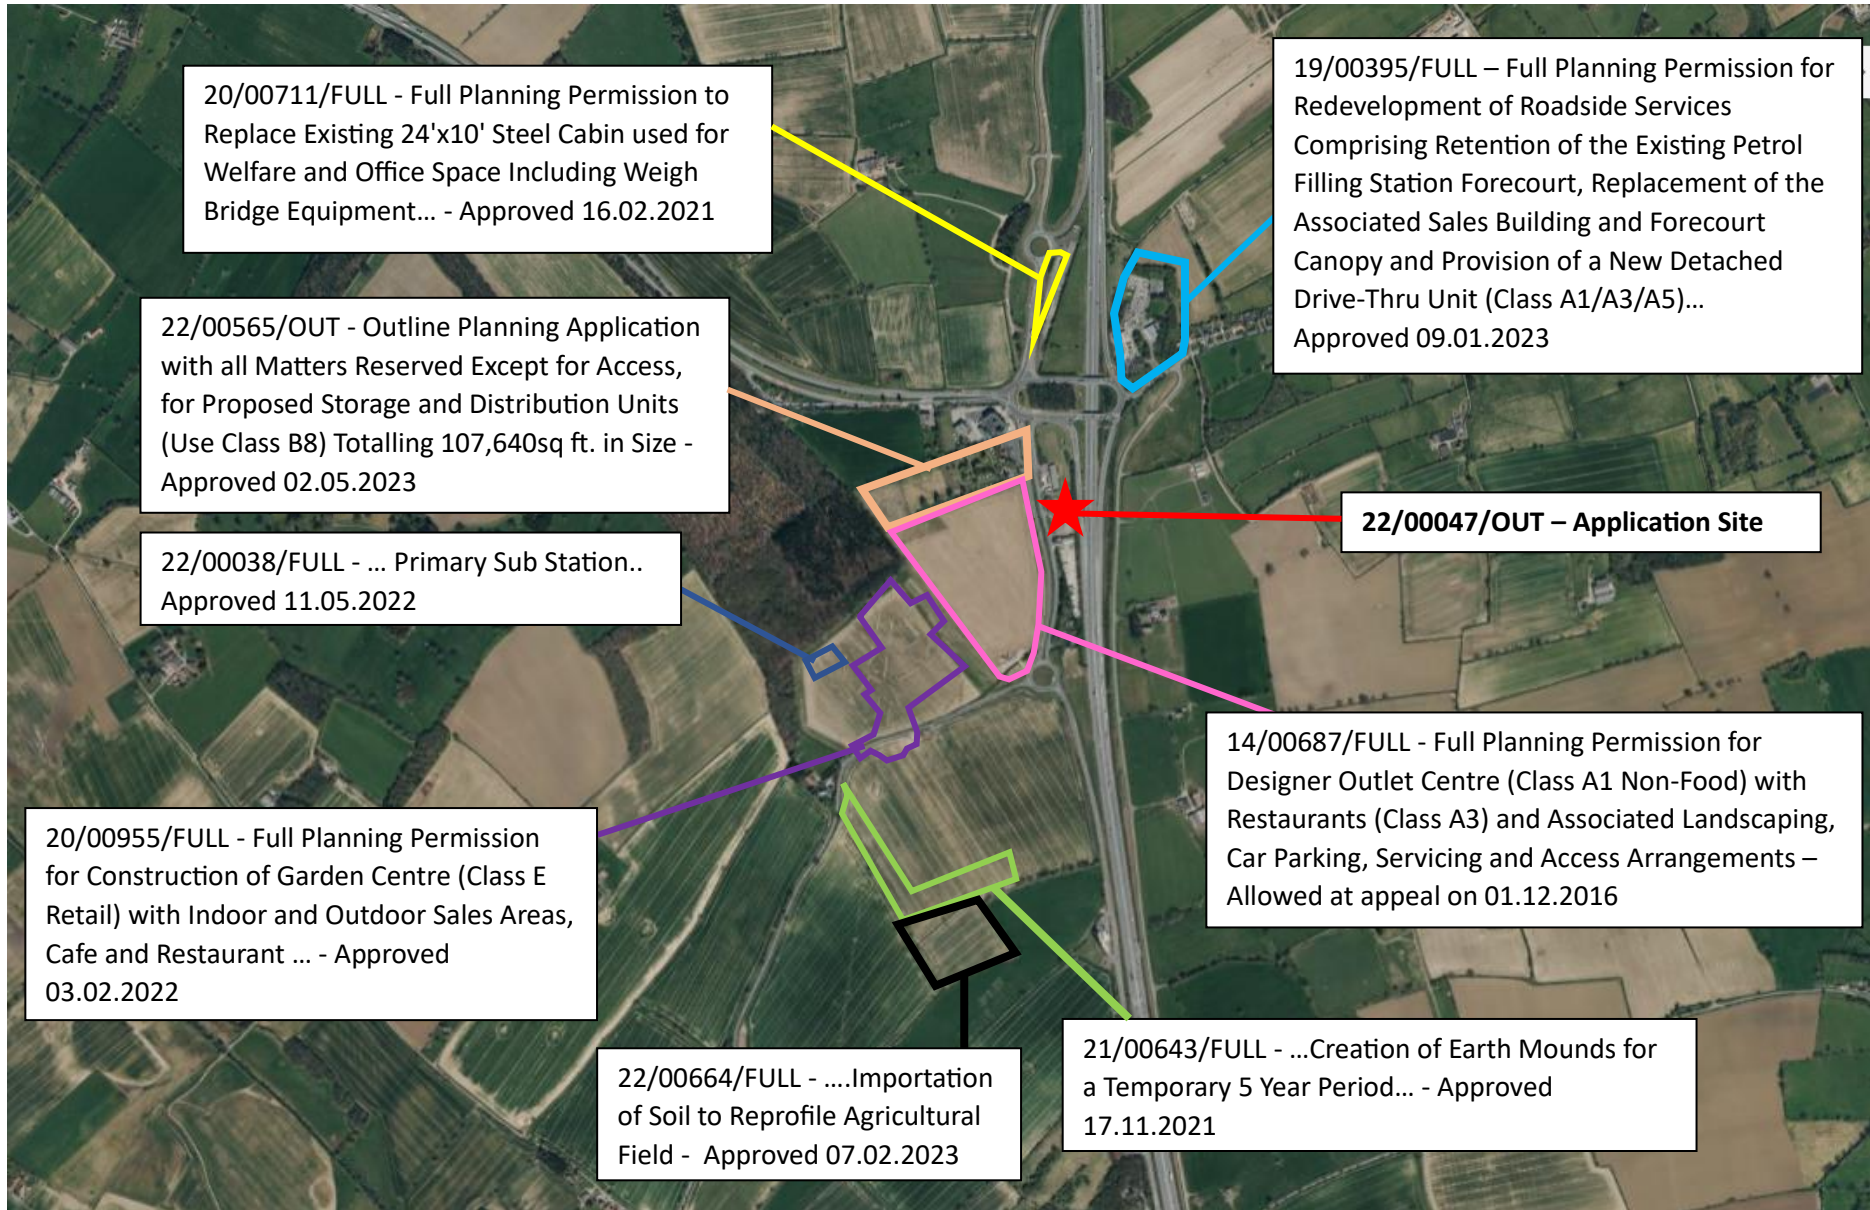 20/00711/FULL - Full Planning Permission to
Replace Existing 24'x10' Steel Cabin used for
Welfare and Office Space Including Weigh
Bridge Equipment... - Approved 16.02.2021
19/00395/FULL – Full Planning Permission for
Redevelopment of Roadside Services
Comprising Retention of the Existing Petrol
Filling Station Forecourt, Replacement of the
Associated Sales Building and Forecourt
Canopy and Provision of a New Detached
Drive-Thru Unit (Class A1/A3/A5)...
Approved 09.01.2023
22/00565/OUT - Outline Planning Application
with all Matters Reserved Except for Access,
for Proposed Storage and Distribution Units
(Use Class B8) Totalling 107,640sq ft. in Size -
Approved 02.05.2023
22/00047/OUT – Application Site
22/00038/FULL - ... Primary Sub Station..
Approved 11.05.2022
14/00687/FULL - Full Planning Permission for
Designer Outlet Centre (Class A1 Non-Food) with
Restaurants (Class A3) and Associated Landscaping,
Car Parking, Servicing and Access Arrangements –
Allowed at appeal on 01.12.2016
20/00955/FULL - Full Planning Permission
for Construction of Garden Centre (Class E
Retail) with Indoor and Outdoor Sales Areas,
Cafe and Restaurant ... - Approved
03.02.2022
22/00664/FULL - ....Importation
of Soil to Reprofile Agricultural
Field -  Approved 07.02.2023
21/00643/FULL - ...Creation of Earth Mounds for
a Temporary 5 Year Period... - Approved
17.11.2021